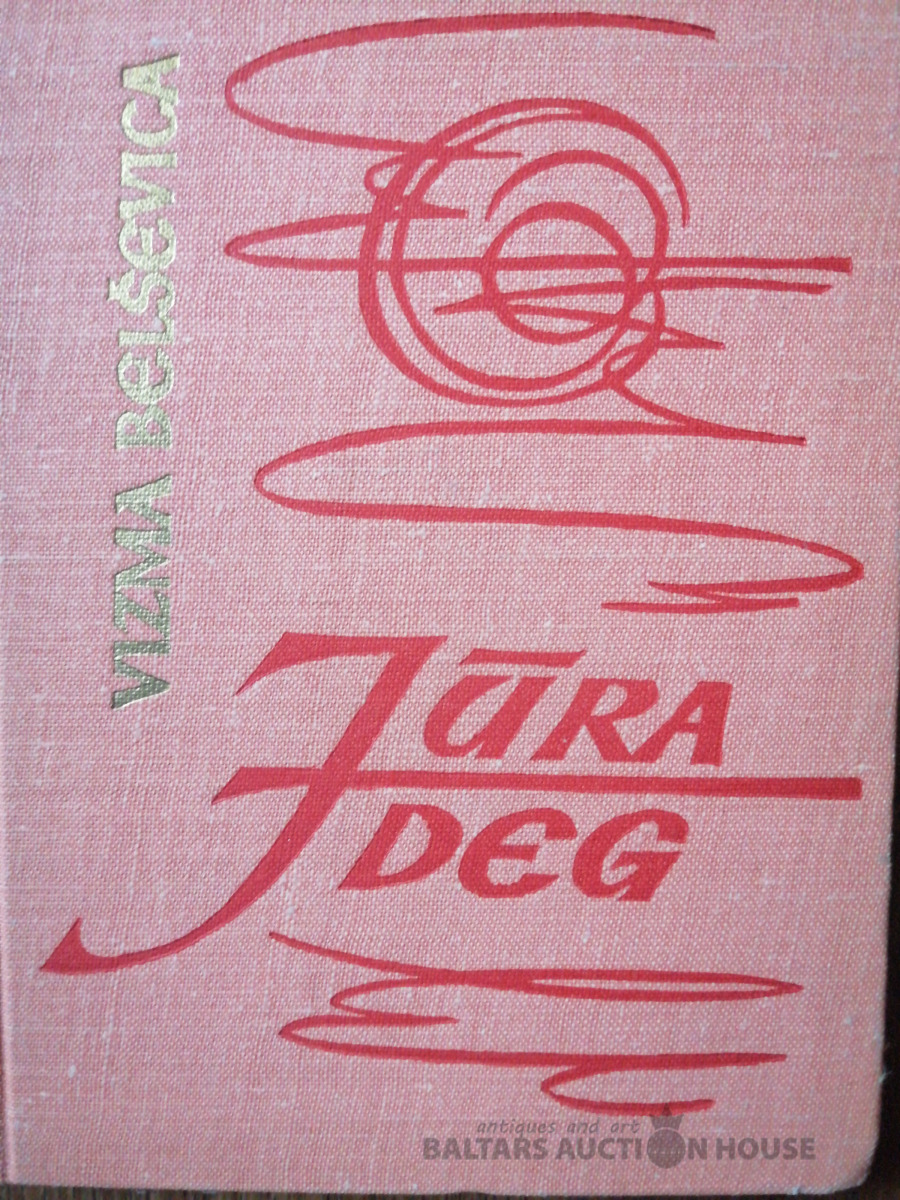 VIZMA BELŠEVICA
JŪRA
DEG
antiques and art
BALTARS AUCTION HOUSE